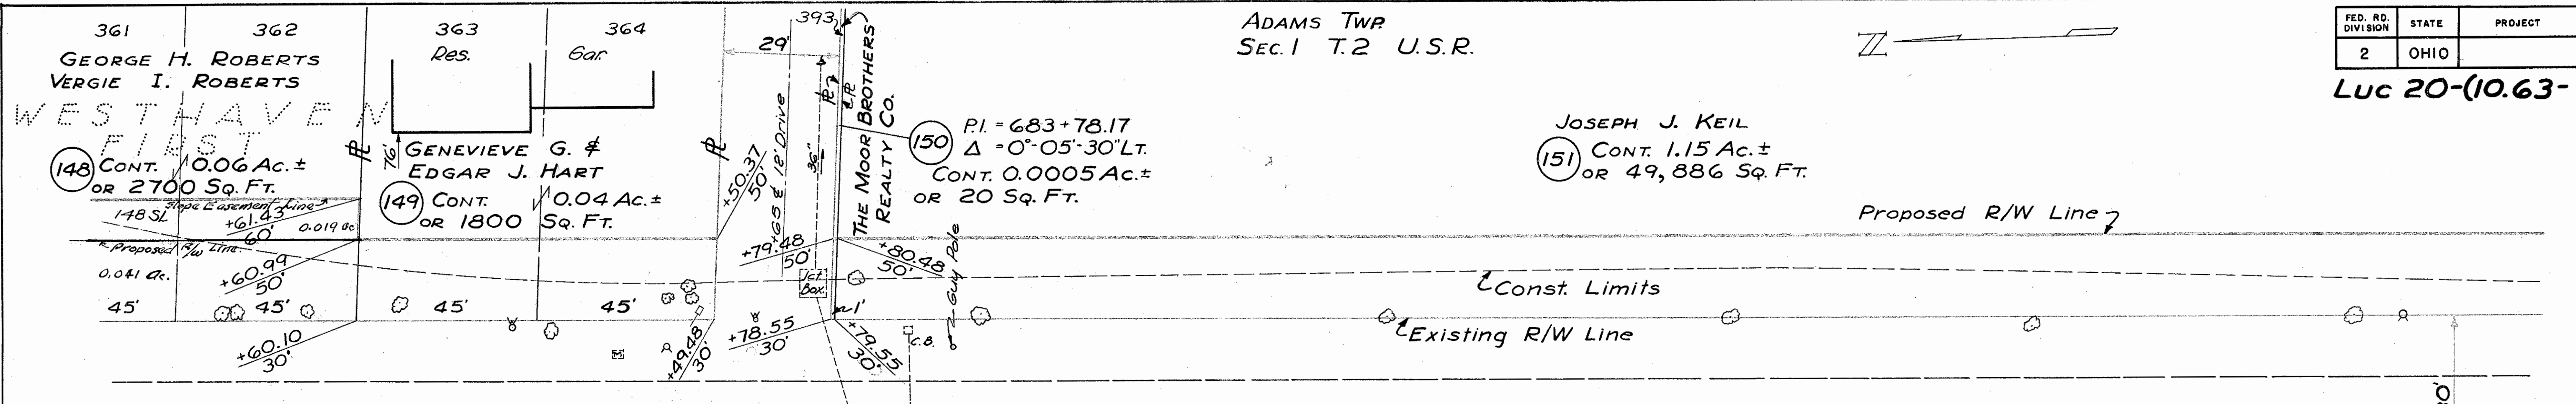 361
362
363
364
393
GEORGE H. ROBERTS
VERGIE I. ROBERTS
Res.
Gar.
29'
WESTHAVEN
FIRST
148 CONT. 0.06 Ac.±
OR 2700 SQ. FT.
148 SL
Slope Easement Line
+61.43
60'
0.019 ac
Proposed R/W Line
0.041 ac.
+60.99
50'
45'
45'
45'
45'
+60.10
30'
76'
GENEVIEVE G. &
EDGAR J. HART
149 CONT. 0.04 Ac.±
OR 1800 SQ. FT.
+50.37
50'
+65 ℄ 12' Drive
36"
THE MOOR BROTHERS
REALTY CO.
+79.48
50'
+80.48
50'
Jct
Box
1'
+49.48
30'
+78.55
30'
+79.55
30'
C.B.
Guy Pole
150 P.I. = 683+78.17
Δ = 0°-05'-30" LT.
CONT. 0.0005 Ac.±
OR 20 SQ. FT.
ADAMS TWP.
SEC. 1 T. 2 U.S.R.
JOSEPH J. KEIL
151 CONT. 1.15 Ac.±
OR 49,886 SQ. FT.
Proposed R/W Line
Const. Limits
Existing R/W Line
FED. RD. DIVISION STATE PROJECT
2 OHIO
LUC 20-(10.63-